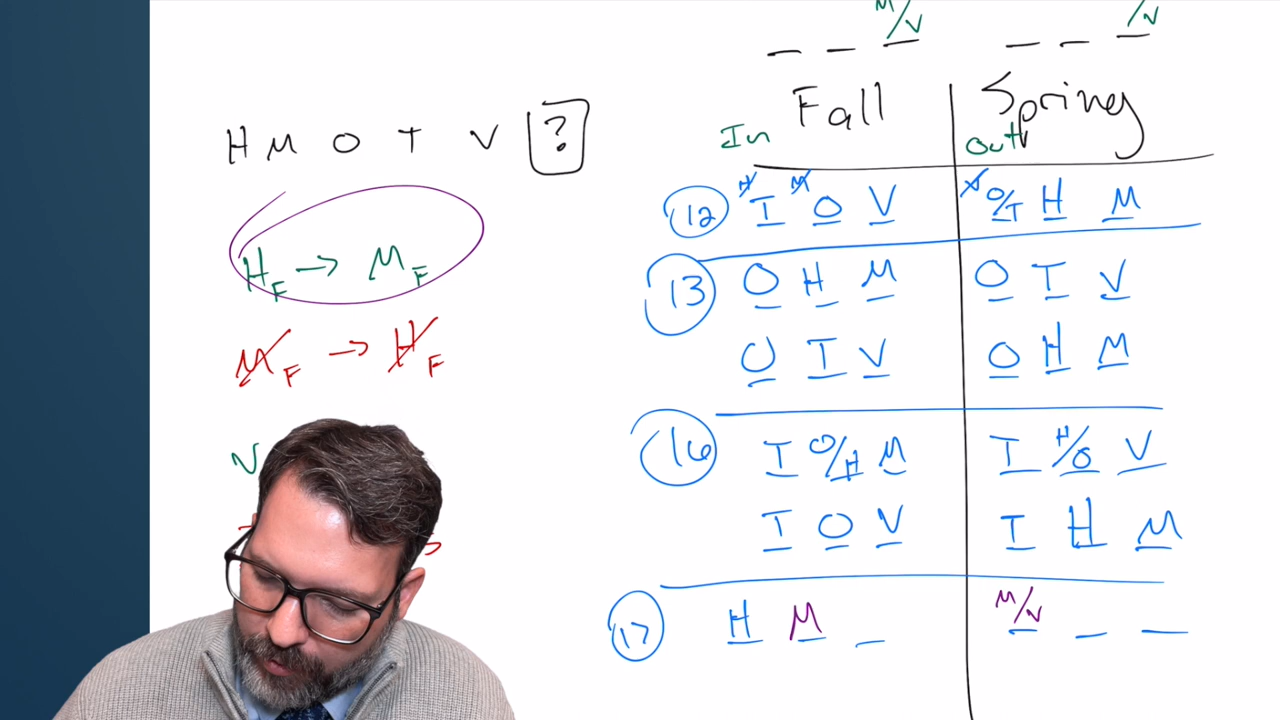 M/V /V
Fall Spring
In Out
H M O T V ?
12 H T M O V O/T H M
H_F → M_F
13 O H M O T V
M_F → H_F
O T V O H M
V
16 T O/H M T H/O V
T O V T H M
17 H M _ M/V _ _